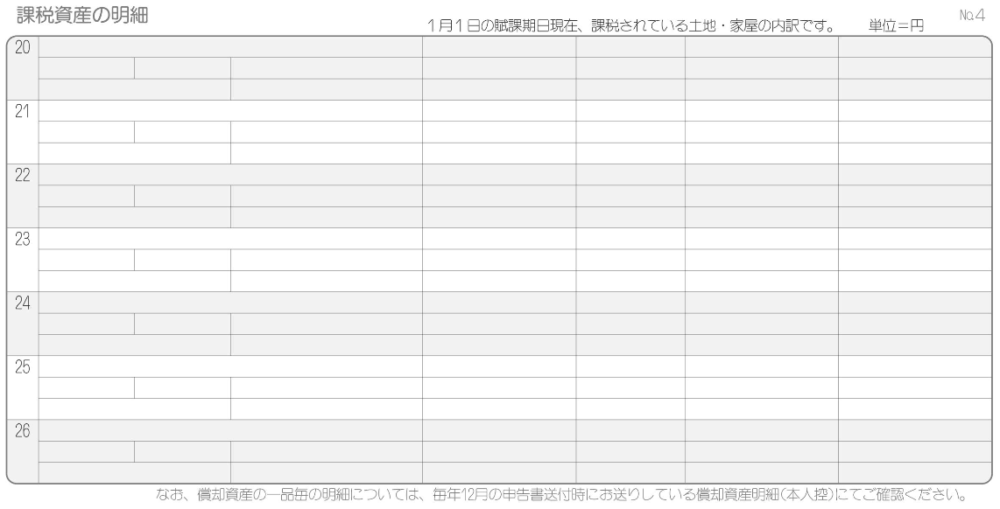 課税資産の明細
No.4
1月1日の賦課期日現在、課税されている土地・家屋の内訳です。　単位=円
20
21
22
23
24
25
26
なお、償却資産の一品毎の明細については、毎年12月の申告書送付時にお送りしている償却資産明細(本人控)にてご確認ください。